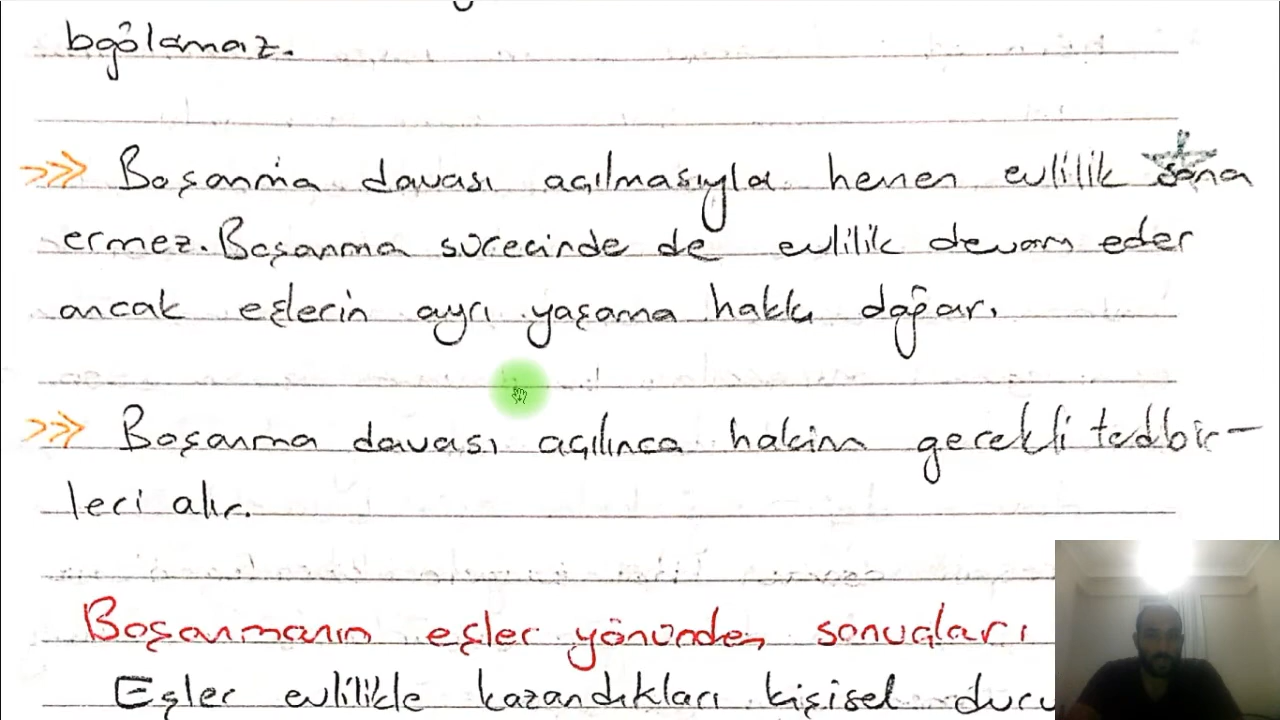 bağlamaz.
>>> Boşanma davası açılmasıyla hemen evlilik sona
ermez. Boşanma sürecinde de evlilik devam eder
ancak eşlerin ayrı yaşama hakkı doğar.
>>> Boşanma davası açılınca hakim gerekli tedbir-
leri alır.
Boşanmanın eşler yönünden sonuçları
Eşler evlilikle kazandıkları kişisel duru